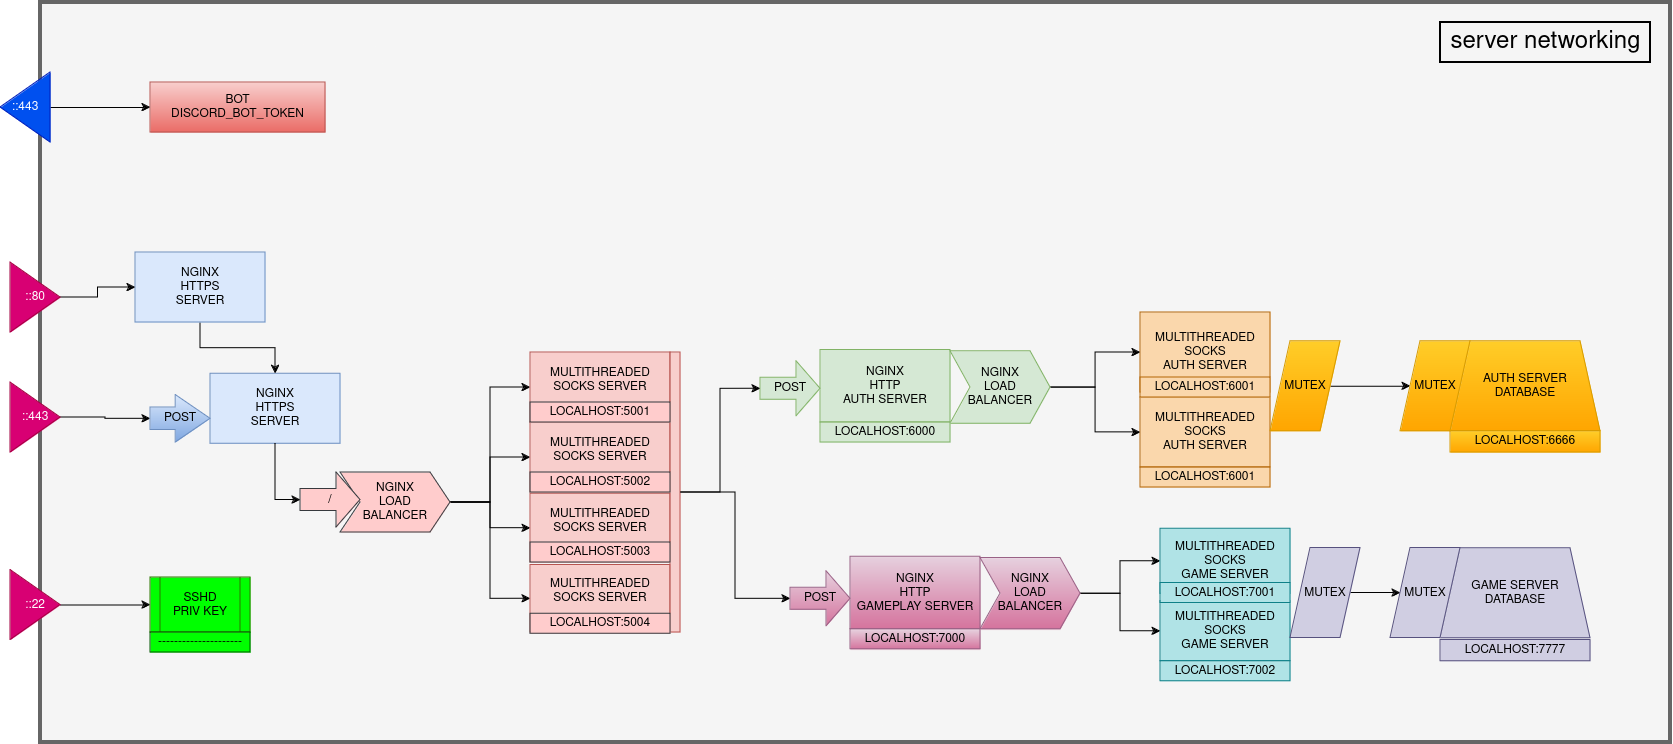 server networking
::443
BOT
DISCORD_BOT_TOKEN
::80
NGINX
HTTPS
SERVER
::443
POST
NGINX
HTTPS
SERVER
/
NGINX
LOAD
BALANCER
::22
SSHD
PRIV KEY
---------------------
MULTITHREADED
SOCKS SERVER
LOCALHOST:5001
MULTITHREADED
SOCKS SERVER
LOCALHOST:5002
MULTITHREADED
SOCKS SERVER
LOCALHOST:5003
MULTITHREADED
SOCKS SERVER
LOCALHOST:5004
POST
NGINX
HTTP
AUTH SERVER
LOCALHOST:6000
NGINX
LOAD
BALANCER
MULTITHREADED
SOCKS
AUTH SERVER
LOCALHOST:6001
MULTITHREADED
SOCKS
AUTH SERVER
LOCALHOST:6001
MUTEX
MUTEX
AUTH SERVER
DATABASE
LOCALHOST:6666
POST
NGINX
HTTP
GAMEPLAY SERVER
LOCALHOST:7000
NGINX
LOAD
BALANCER
MULTITHREADED
SOCKS
GAME SERVER
LOCALHOST:7001
MULTITHREADED
SOCKS
GAME SERVER
LOCALHOST:7002
MUTEX
MUTEX
GAME SERVER
DATABASE
LOCALHOST:7777